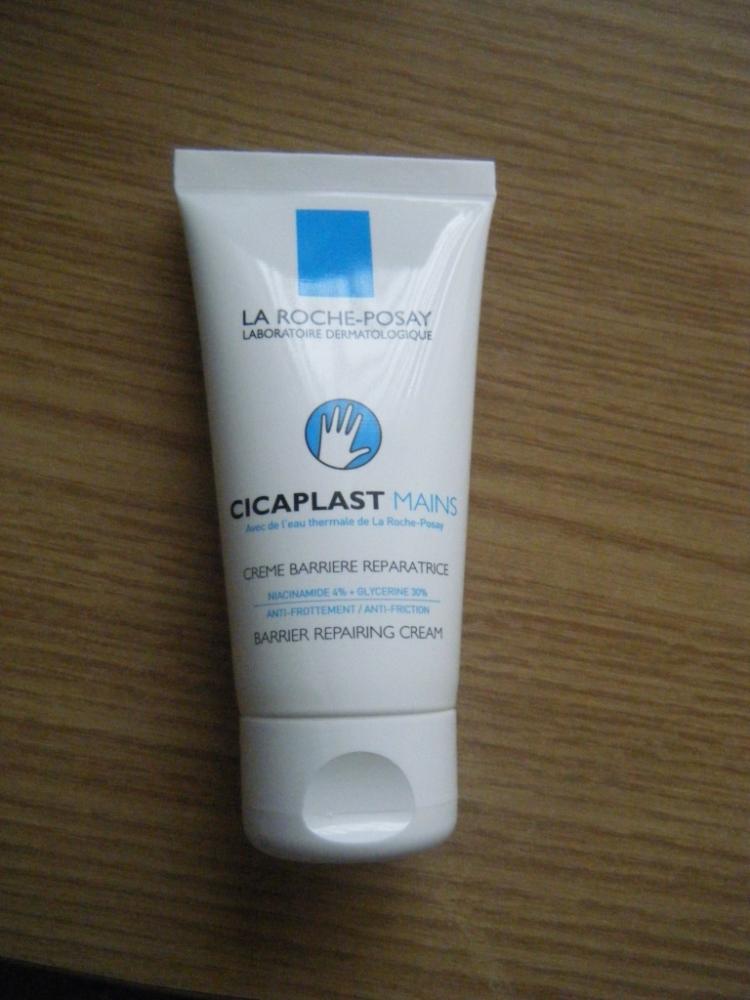 LA ROCHE-POSAY
LABORATOIRE DERMATOLOGIQUE
CICAPLAST MAINS
Avec de l'eau thermale de La Roche-Posay
CREME BARRIERE REPARATRICE
NIACINAMIDE 4% + GLYCERINE 30%
ANTI-FROTTEMENT / ANTI-FRICTION
BARRIER REPAIRING CREAM